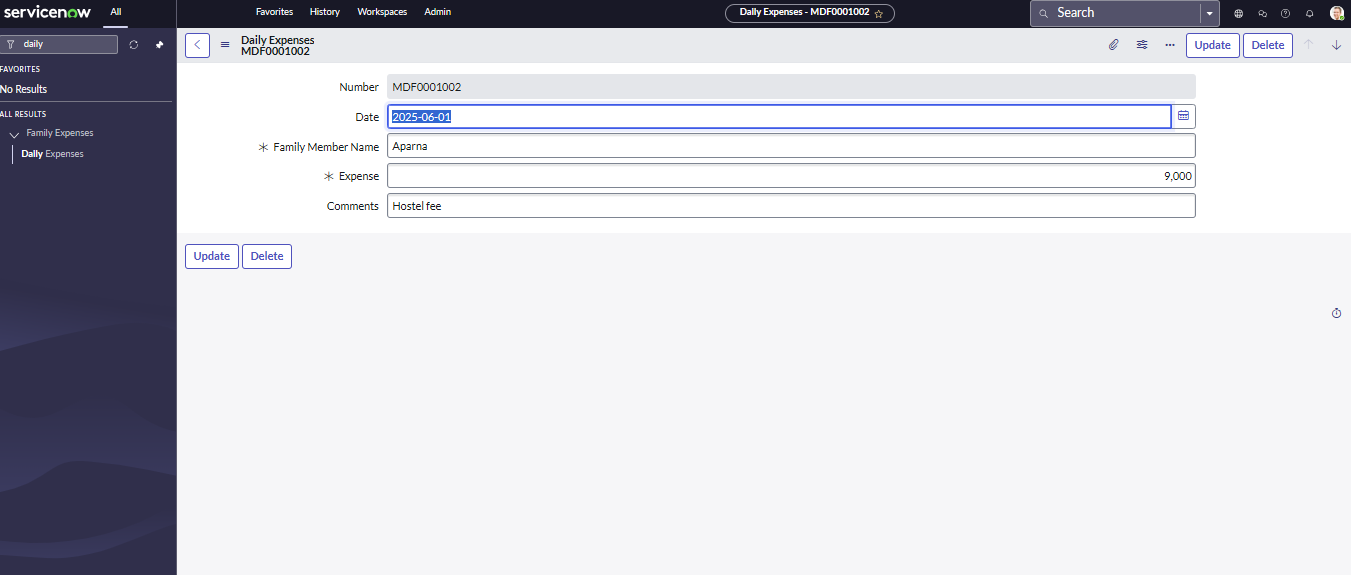 servicenow All Favorites History Workspaces Admin Daily Expenses - MDF0001002 Search
daily
FAVORITES
No Results
ALL RESULTS
Family Expenses
Daily Expenses
Daily Expenses
MDF0001002
Update Delete
Number MDF0001002
Date 2025-06-01
Family Member Name Aparna
Expense 9,000
Comments Hostel fee
Update Delete